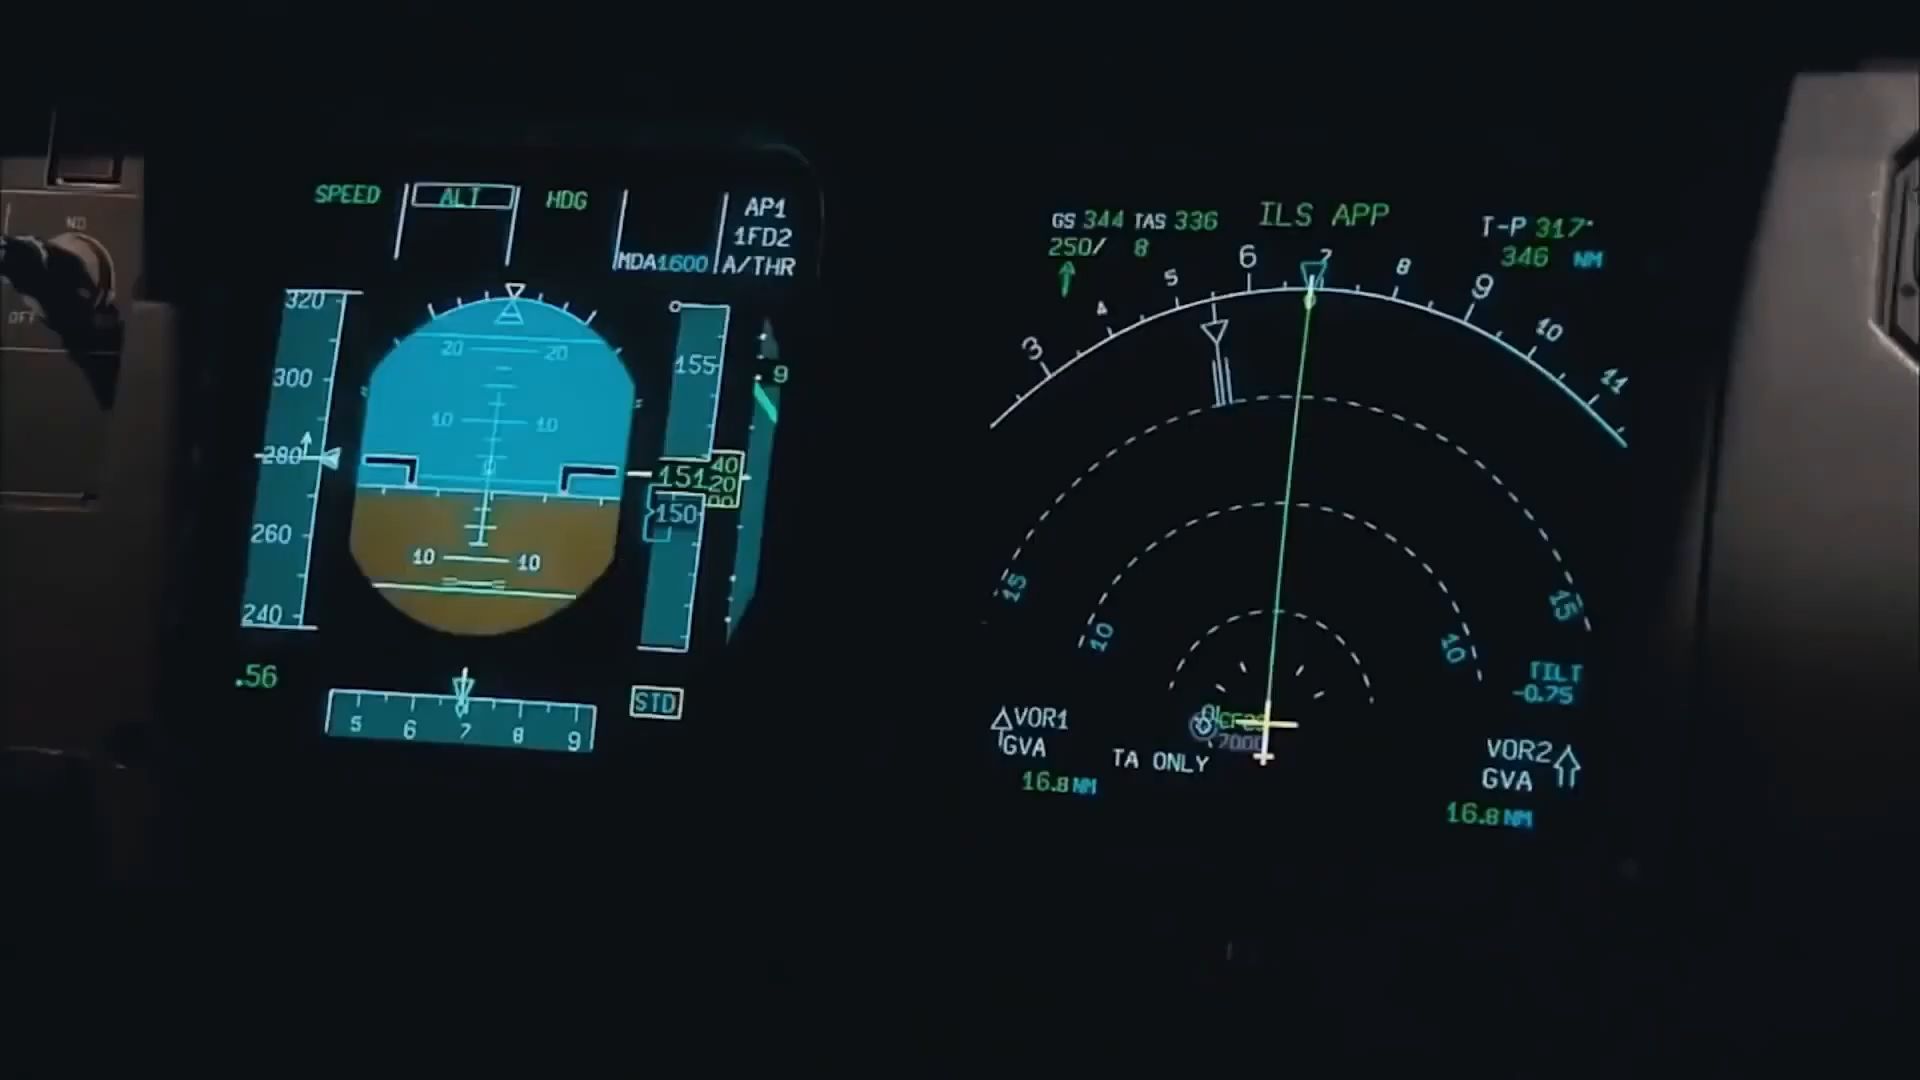 ND
OFF
SPEED
ALT
HDG
AP1
1FD2
MDA1600
A/THR
320
300
280
260
240
.56
20 20
10 10
10 10
155
151
40
20
00
150
9
STD
5 6 7 8 9
GS 344 TAS 336
250/ 8
ILS APP
T-P 317°
346 NM
3 4 5 6 7 8 9 10 11
15 15
10 10
TILT
-0.75
VOR1
GVA
16.8 NM
TA ONLY
VOR2
GVA
16.8 NM